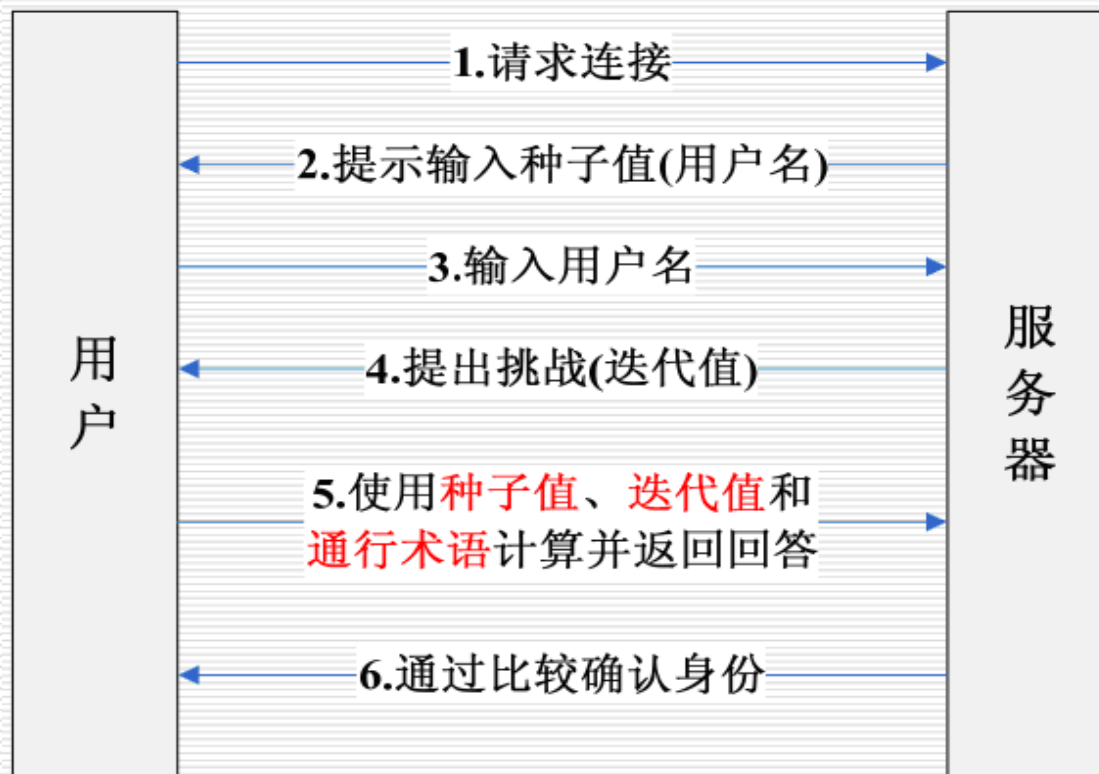 1.请求连接
2.提示输入种子值(用户名)
3.输入用户名
4.提出挑战(迭代值)
5.使用种子值、迭代值和
通行术语计算并返回回答
6.通过比较确认身份
用
户
服
务
器